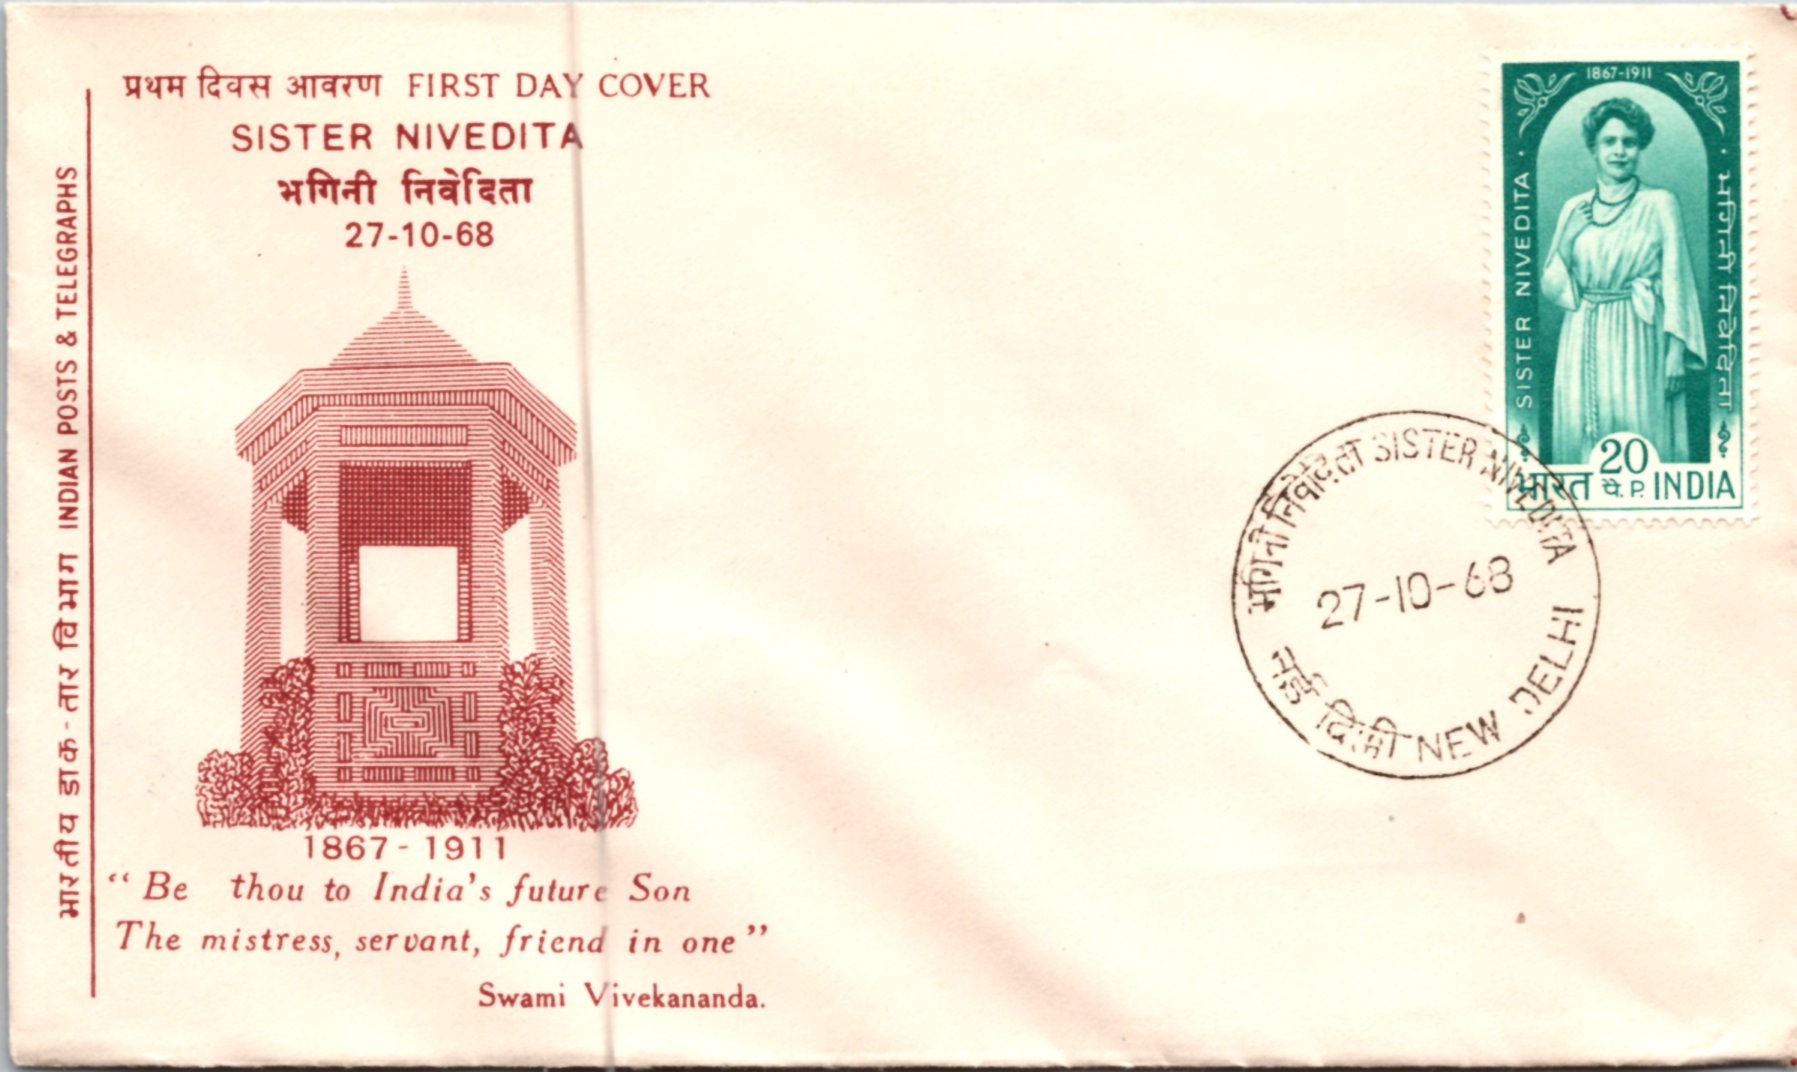 प्रथम दिवस आवरण FIRST DAY COVER
SISTER NIVEDITA
भगिनी निवेदिता
27-10-68
भारतीय डाक-तार विभाग INDIAN POSTS & TELEGRAPHS
1867-1911
“Be thou to India's future Son
The mistress, servant, friend in one”
Swami Vivekananda.
1867-1911
SISTER NIVEDITA · 
· भगिनी निवेदिता
20
भारत पै. P. INDIA
भगिनी निवेदिता SISTER NIVEDITA
27-10-68
नई दिल्ली NEW DELHI